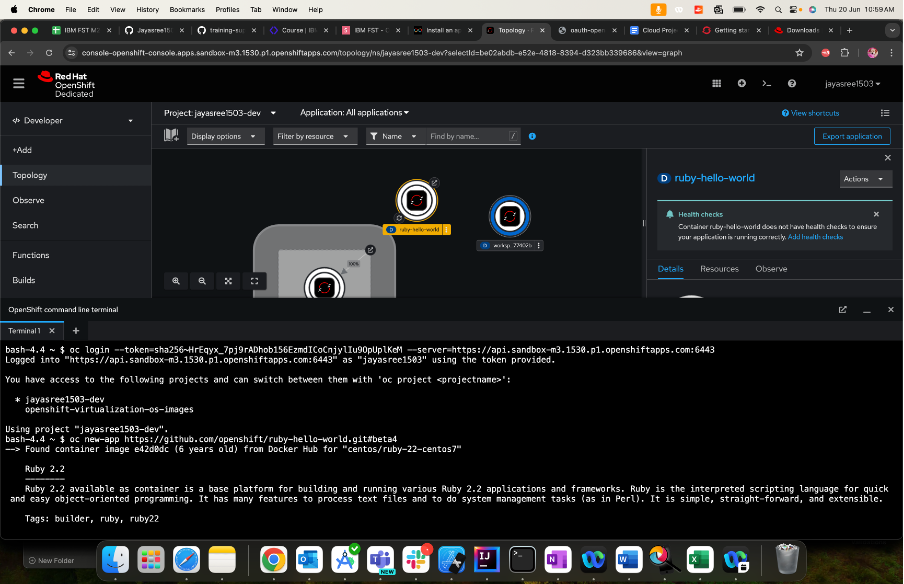 Chrome File Edit View History Bookmarks Profiles Tab Window Help Thu 20 Jun 10:59 AM
IBM FST M3 Jayasree15 training-su Course | IB IBM FST - C Install an ap Topology oauth-open Cloud Proje Getting sta Downloads
console-openshift-console.apps.sandbox-m3.1530.p1.openshiftapps.com/topology/ns/jayasree1503-dev?selectId=be02abdb-e52e-4818-8394-d323bb339686&view=graph
Red Hat
OpenShift
Dedicated
jayasree1503
Developer
Project: jayasree1503-dev Application: All applications View shortcuts
Display options Filter by resource Name Find by name... / Export application
+Add
Topology
Observe
Search
Functions
Builds
D ruby-hello-world
worksp...77402b
100%
D ruby-hello-world Actions
Health checks
Container ruby-hello-world does not have health checks to ensure
your application is running correctly. Add health checks
Details Resources Observe
OpenShift command line terminal
Terminal 1
bash-4.4 ~ $ oc login --token=sha256~HrEqyx_7pj9rADhob156EzmdICoCnjylIu9OpUplKeM --server=https://api.sandbox-m3.1530.p1.openshiftapps.com:6443
Logged into "https://api.sandbox-m3.1530.p1.openshiftapps.com:6443" as "jayasree1503" using the token provided.
You have access to the following projects and can switch between them with 'oc project <projectname>':
* jayasree1503-dev
openshift-virtualization-os-images
Using project "jayasree1503-dev".
bash-4.4 ~ $ oc new-app https://github.com/openshift/ruby-hello-world.git#beta4
--> Found container image e42d0dc (6 years old) from Docker Hub for "centos/ruby-22-centos7"
Ruby 2.2
--------
Ruby 2.2 available as container is a base platform for building and running various Ruby 2.2 applications and frameworks. Ruby is the interpreted scripting language for quick
and easy object-oriented programming. It has many features to process text files and to do system management tasks (as in Perl). It is simple, straight-forward, and extensible.
Tags: builder, ruby, ruby22
New Folder
NEW